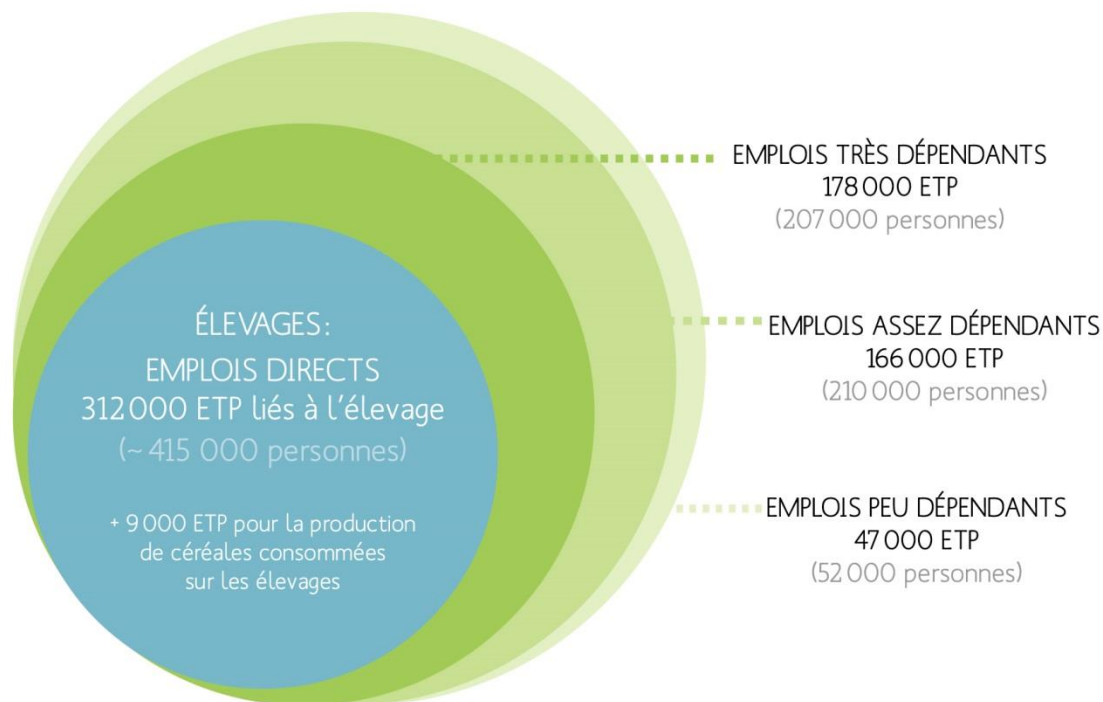 EMPLOIS TRÈS DÉPENDANTS
178 000 ETP
(207 000 personnes)
ÉLEVAGES :
EMPLOIS DIRECTS
312 000 ETP liés à l'élevage
(~ 415 000 personnes)
+ 9 000 ETP pour la production
de céréales consommées
sur les élevages
EMPLOIS ASSEZ DÉPENDANTS
166 000 ETP
(210 000 personnes)
EMPLOIS PEU DÉPENDANTS
47 000 ETP
(52 000 personnes)